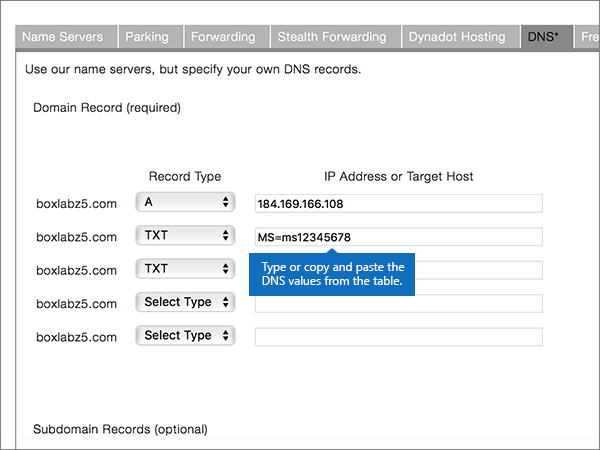 Name Servers Parking Forwarding Stealth Forwarding Dynadot Hosting DNS* Fre
Use our name servers, but specify your own DNS records.
Domain Record (required)
Record Type IP Address or Target Host
boxlabz5.com A 184.169.166.108
boxlabz5.com TXT MS=ms12345678
boxlabz5.com TXT
Type or copy and paste the
DNS values from the table.
boxlabz5.com Select Type
boxlabz5.com Select Type
Subdomain Records (optional)